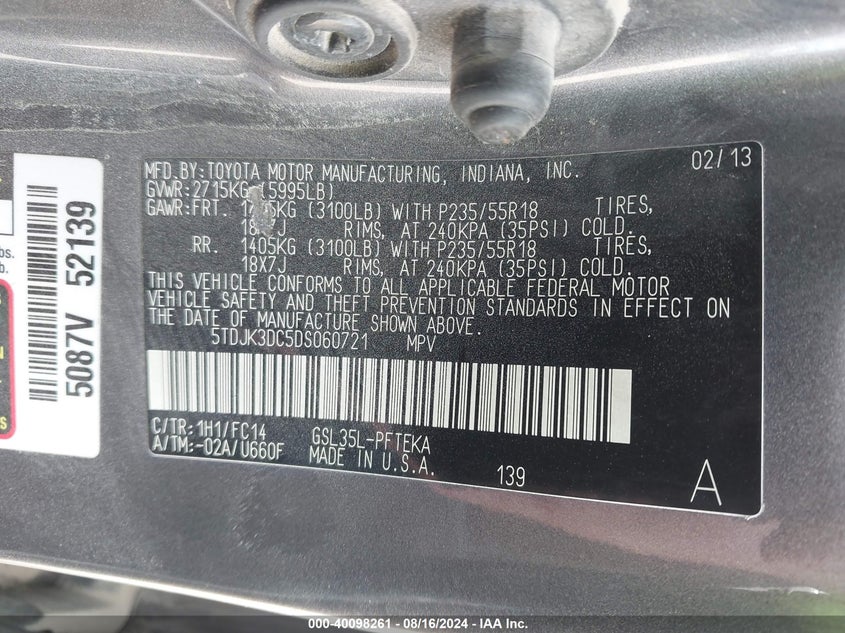 MFD.BY:TOYOTA MOTOR MANUFACTURING, INDIANA, INC. 02/13
GVWR:2715KG (5995LB)
GAWR:FRT. 1405KG (3100LB) WITH P235/55R18 TIRES,
18X7J RIMS, AT 240KPA (35PSI) COLD.
RR. 1405KG (3100LB) WITH P235/55R18 TIRES,
18X7J RIMS, AT 240KPA (35PSI) COLD.
THIS VEHICLE CONFORMS TO ALL APPLICABLE FEDERAL MOTOR
VEHICLE SAFETY AND THEFT PREVENTION STANDARDS IN EFFECT ON
THE DATE OF MANUFACTURE SHOWN ABOVE.
5TDJK3DC5DS060721 MPV
C/TR:1H1/FC14 GSL35L-PFTEKA
A/TM:-02A/U660F MADE IN U.S.A.
139
A
5087V 52139
bs.
b.
000-40098261 - 08/16/2024 - IAA Inc.